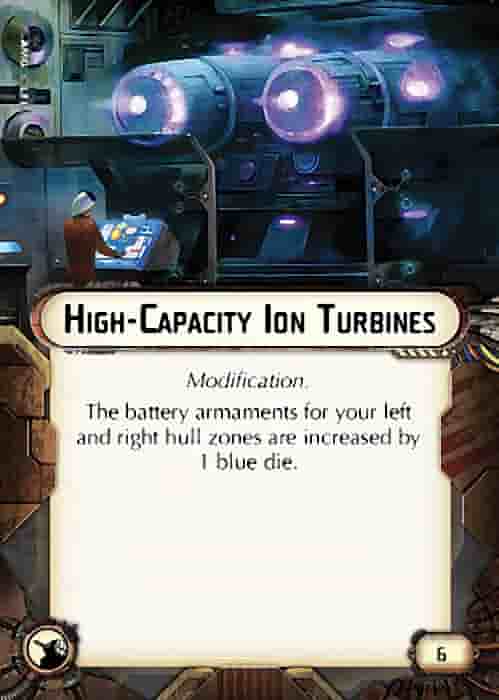 High-Capacity Ion Turbines
Modification.
The battery armaments for your left
and right hull zones are increased by
1 blue die.
6